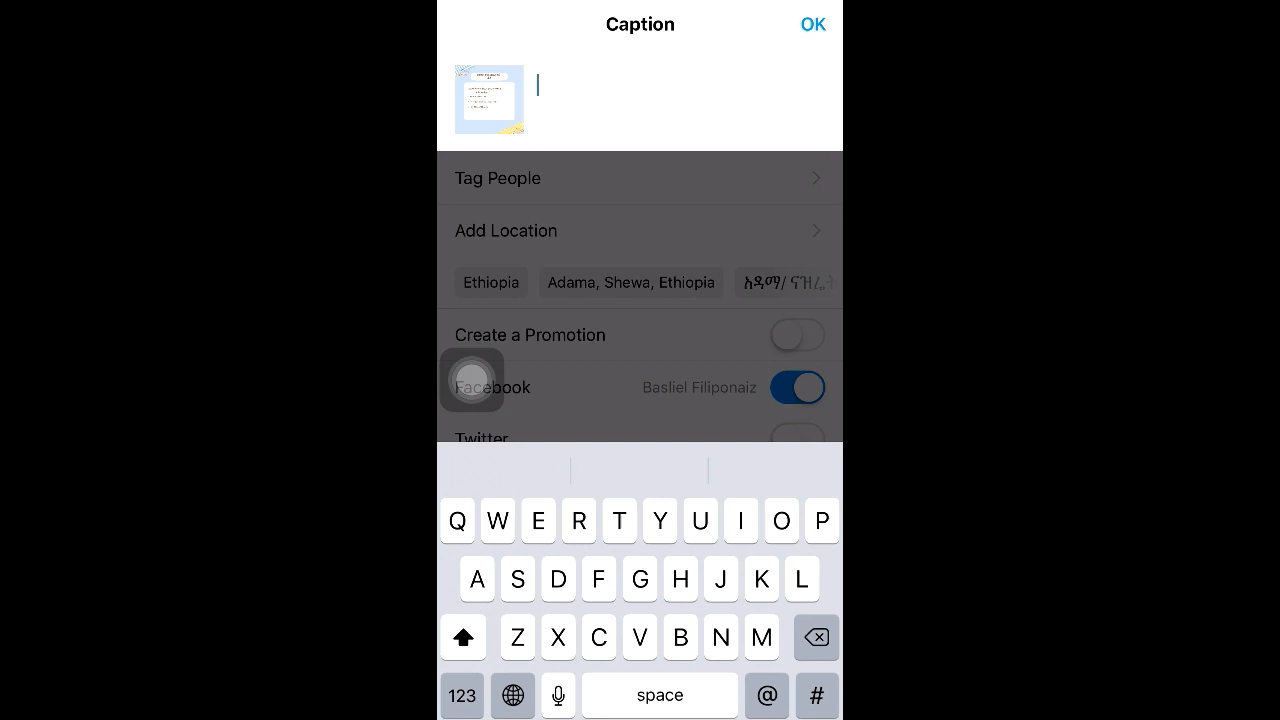 Caption
OK
Tag People
Add Location
Ethiopia
Adama, Shewa, Ethiopia
አዳማ/ ናዝሬት
Create a Promotion
Facebook
Basliel Filiponaiz
Twitter
Q W E R T Y U I O P
A S D F G H J K L
Z X C V B N M
123
space
@
#